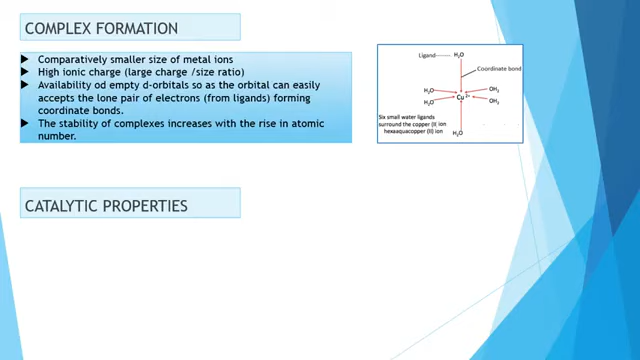 COMPLEX FORMATION
Comparatively smaller size of metal ions
High ionic charge (large charge /size ratio)
Availability od empty d-orbitals so as the orbital can easily
accepts the lone pair of electrons (from ligands) forming
coordinate bonds.
The stability of complexes increases with the rise in atomic
number.
Ligand
H₂O
Coordinate bond
H₂O
OH₂
H₂O
Cu²⁺
OH₂
Six small water ligands
surround the copper (II) ion
hexaaquacopper (II) ion
H₂O
CATALYTIC PROPERTIES